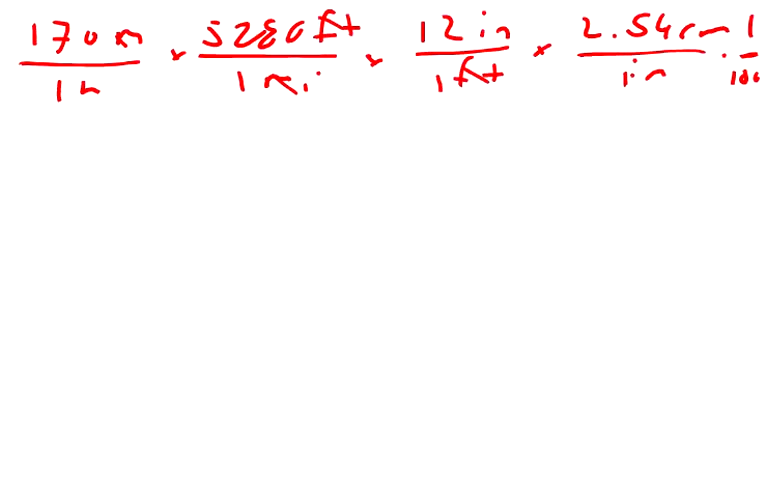 170 m × 5280 ft × 12 in × 2.54 cm 1
1 h 1 mi 1 ft 1 in · 100